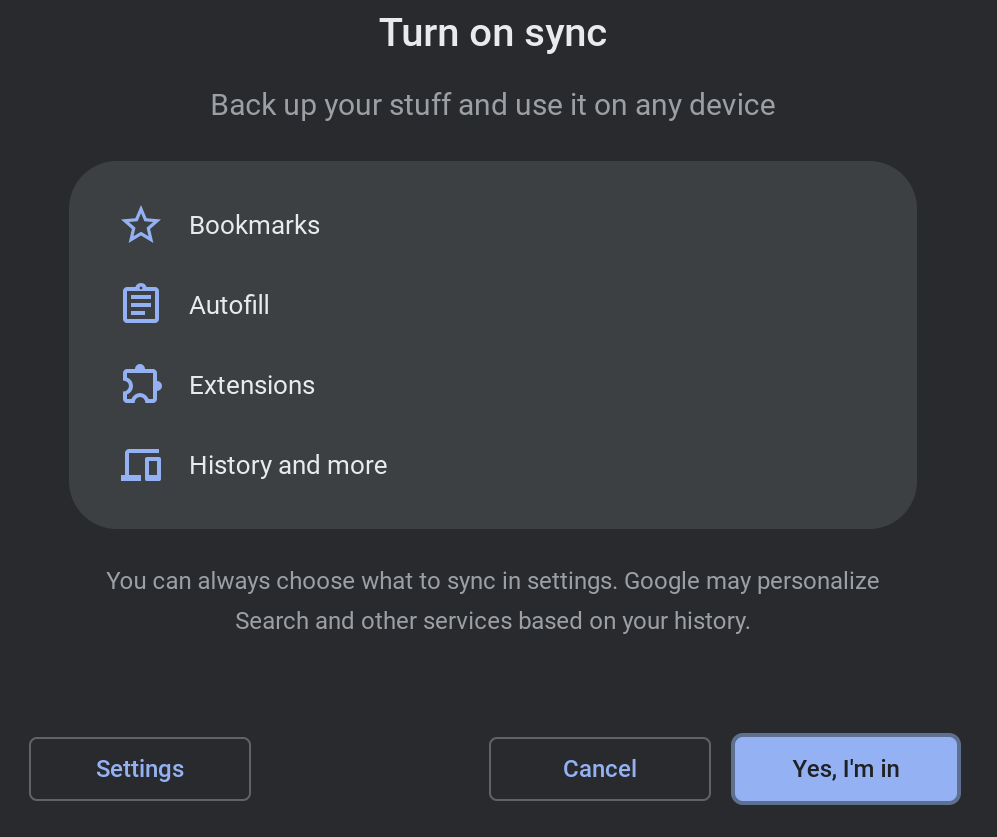 Turn on sync
Back up your stuff and use it on any device
Bookmarks
Autofill
Extensions
History and more
You can always choose what to sync in settings. Google may personalize
Search and other services based on your history.
Settings
Cancel
Yes, I'm in